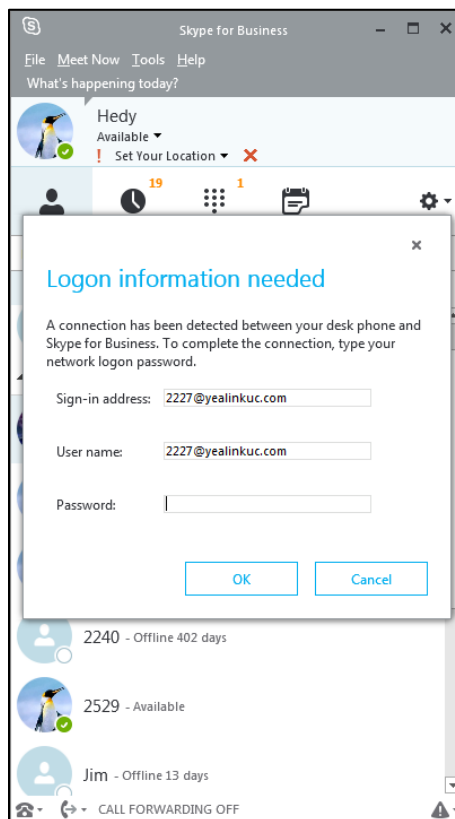 Skype for Business
File Meet Now Tools Help
What's happening today?
Hedy
Available
! Set Your Location
19
1
Logon information needed
A connection has been detected between your desk phone and
Skype for Business. To complete the connection, type your
network logon password.
Sign-in address: 2227@yealinkuc.com
User name: 2227@yealinkuc.com
Password:
OK Cancel
2240 - Offline 402 days
2529 - Available
Jim - Offline 13 days
CALL FORWARDING OFF